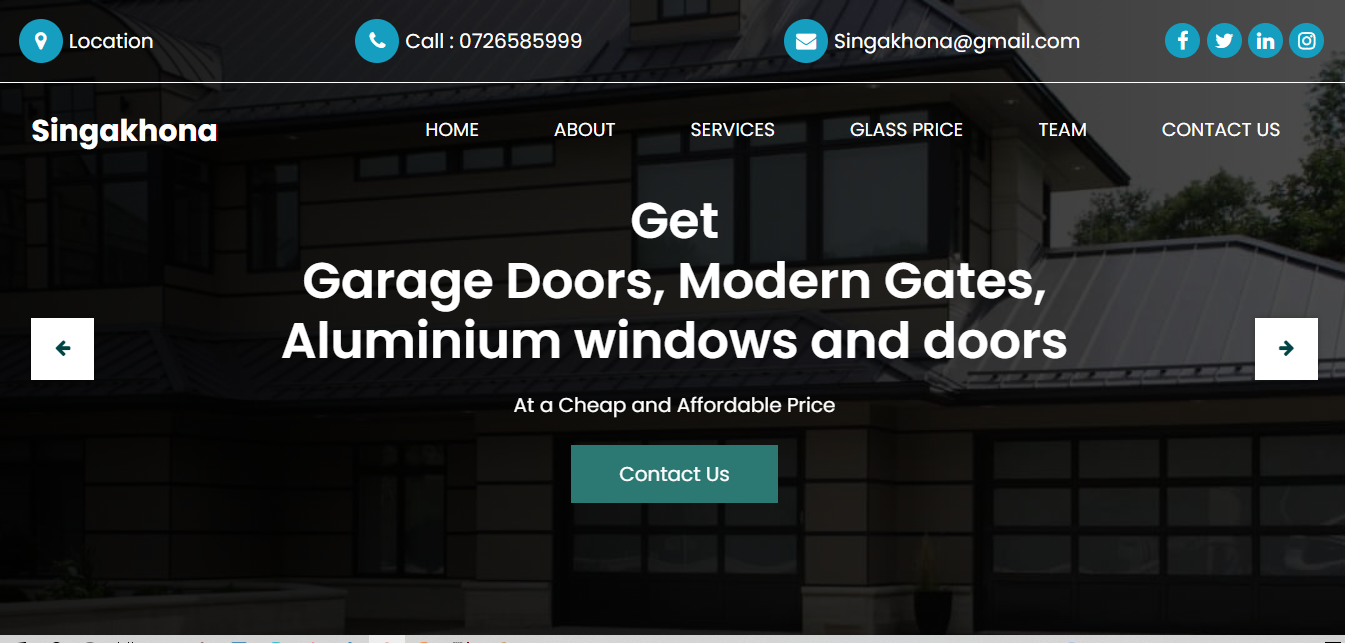 Location
Call : 0726585999
Singakhona@gmail.com
Singakhona
HOME
ABOUT
SERVICES
GLASS PRICE
TEAM
CONTACT US
Get
Garage Doors, Modern Gates,
Aluminium windows and doors
At a Cheap and Affordable Price
Contact Us